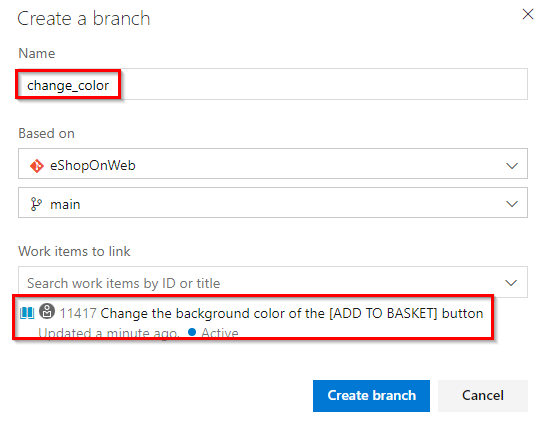 Create a branch
Name
change_color
Based on
eShopOnWeb
main
Work items to link
Search work items by ID or title
11417 Change the background color of the [ADD TO BASKET] button
Updated a minute ago, Active
Create branch Cancel